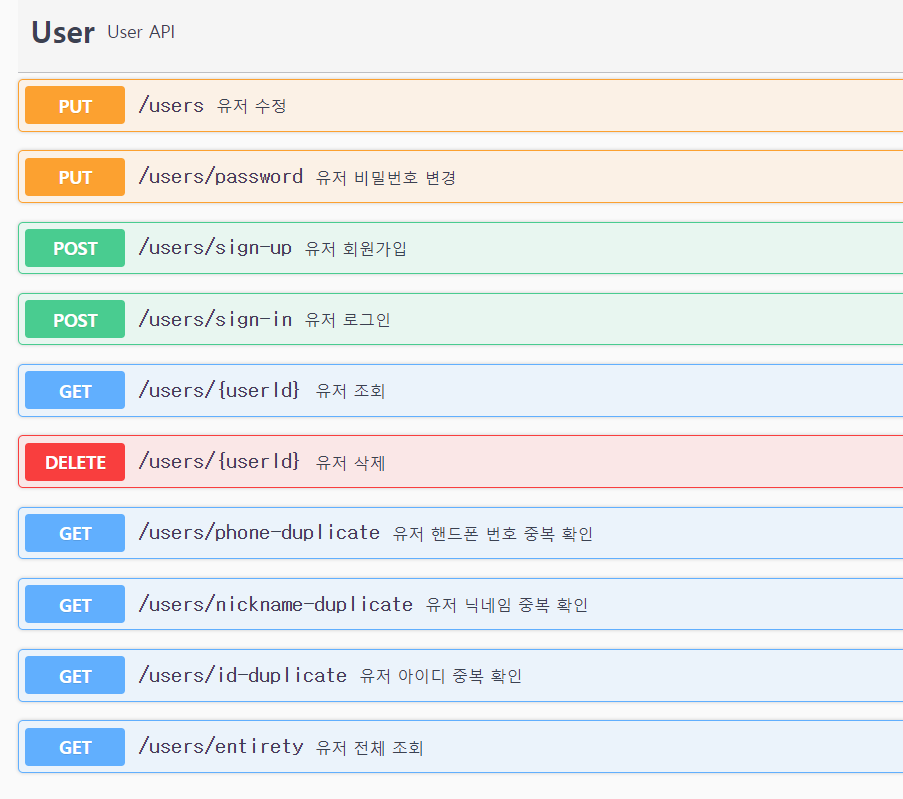 User User API
PUT /users 유저 수정
PUT /users/password 유저 비밀번호 변경
POST /users/sign-up 유저 회원가입
POST /users/sign-in 유저 로그인
GET /users/{userId} 유저 조회
DELETE /users/{userId} 유저 삭제
GET /users/phone-duplicate 유저 핸드폰 번호 중복 확인
GET /users/nickname-duplicate 유저 닉네임 중복 확인
GET /users/id-duplicate 유저 아이디 중복 확인
GET /users/entirety 유저 전체 조회